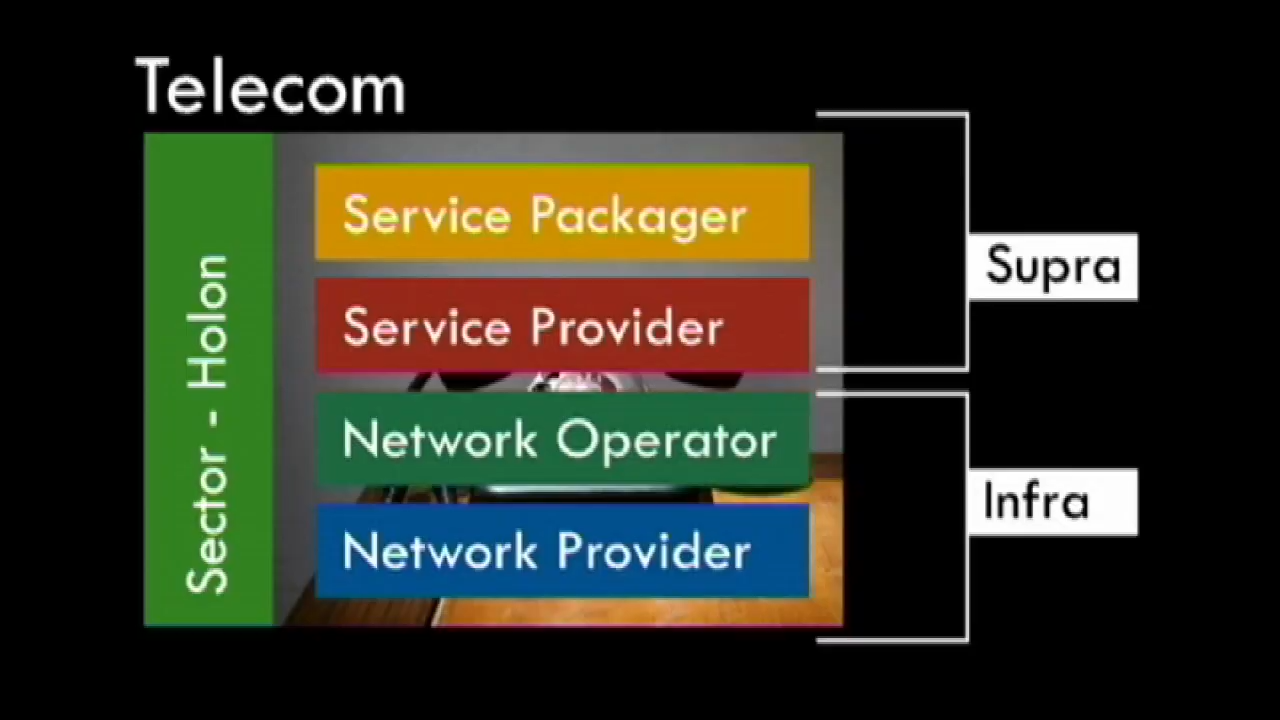 Telecom
Sector - Holon
Service Packager
Service Provider
Network Operator
Network Provider
Supra
Infra